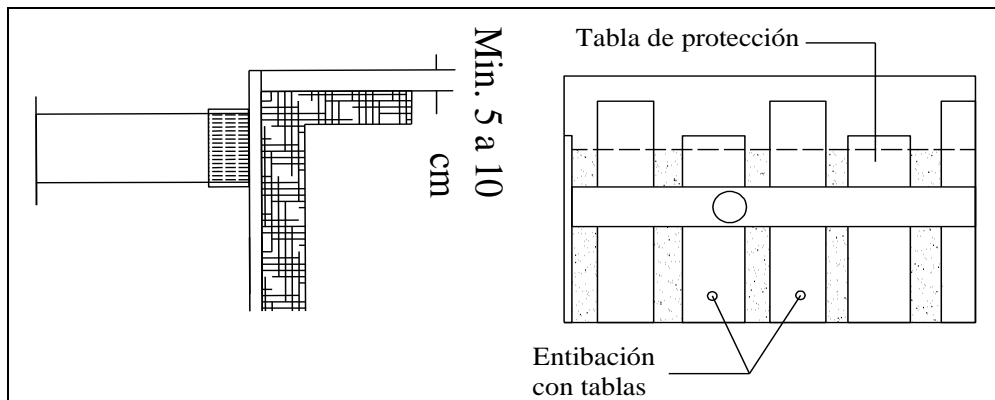 Min. 5 a 10
cm
Tabla de protección
Entibación
con tablas